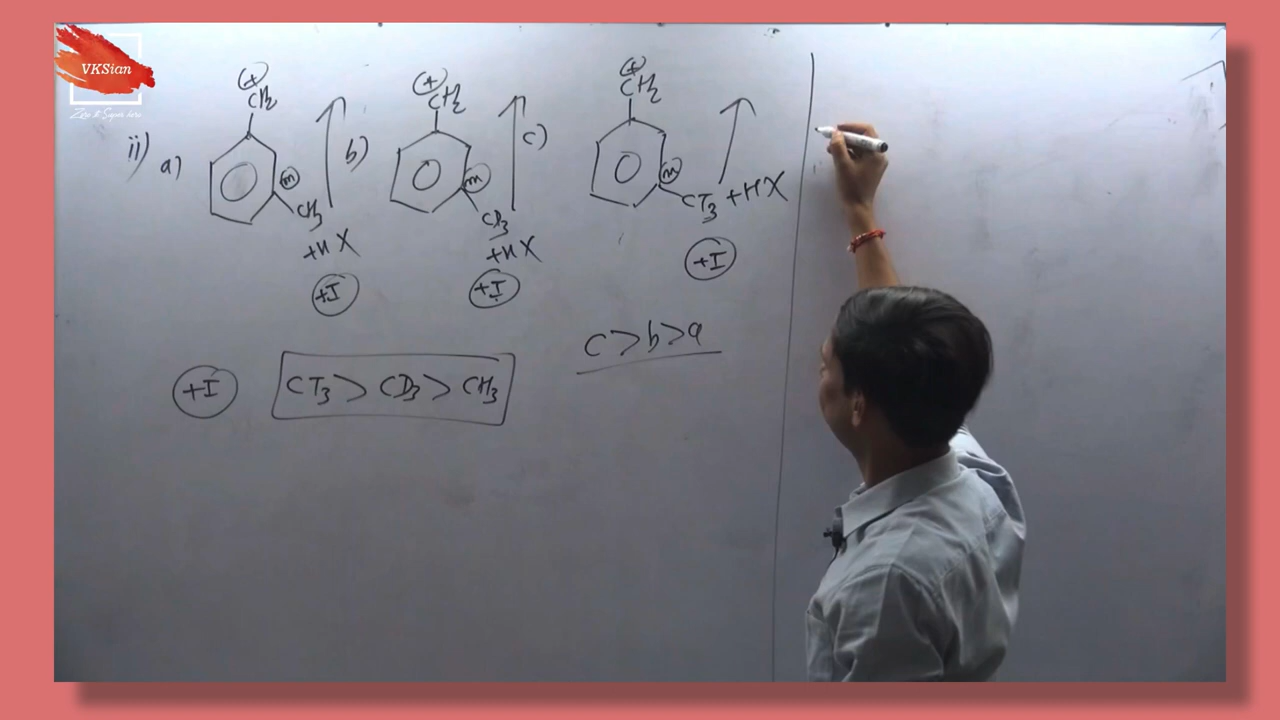 VKSian
ii) a)
⊕
CH2
m
CH3
+H X
+I
b)
⊕
CH2
m
CD3
+H X
+I
c)
⊕
CH2
m
CT3 +H X
+I
c > b > a
+I
CT3 > CD3 > CH3